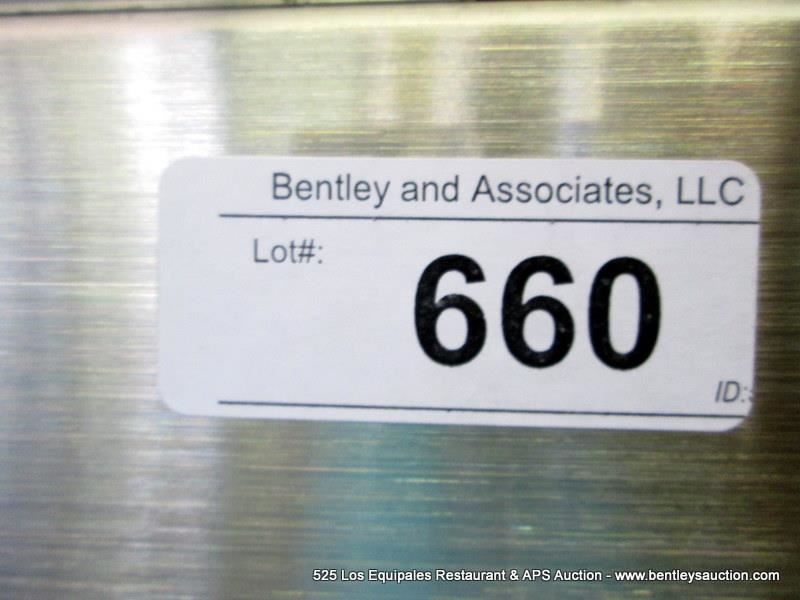 Bentley and Associates, LLC
Lot#:
660
ID:
525 Los Equipales Restaurant & APS Auction - www.bentleysauction.com